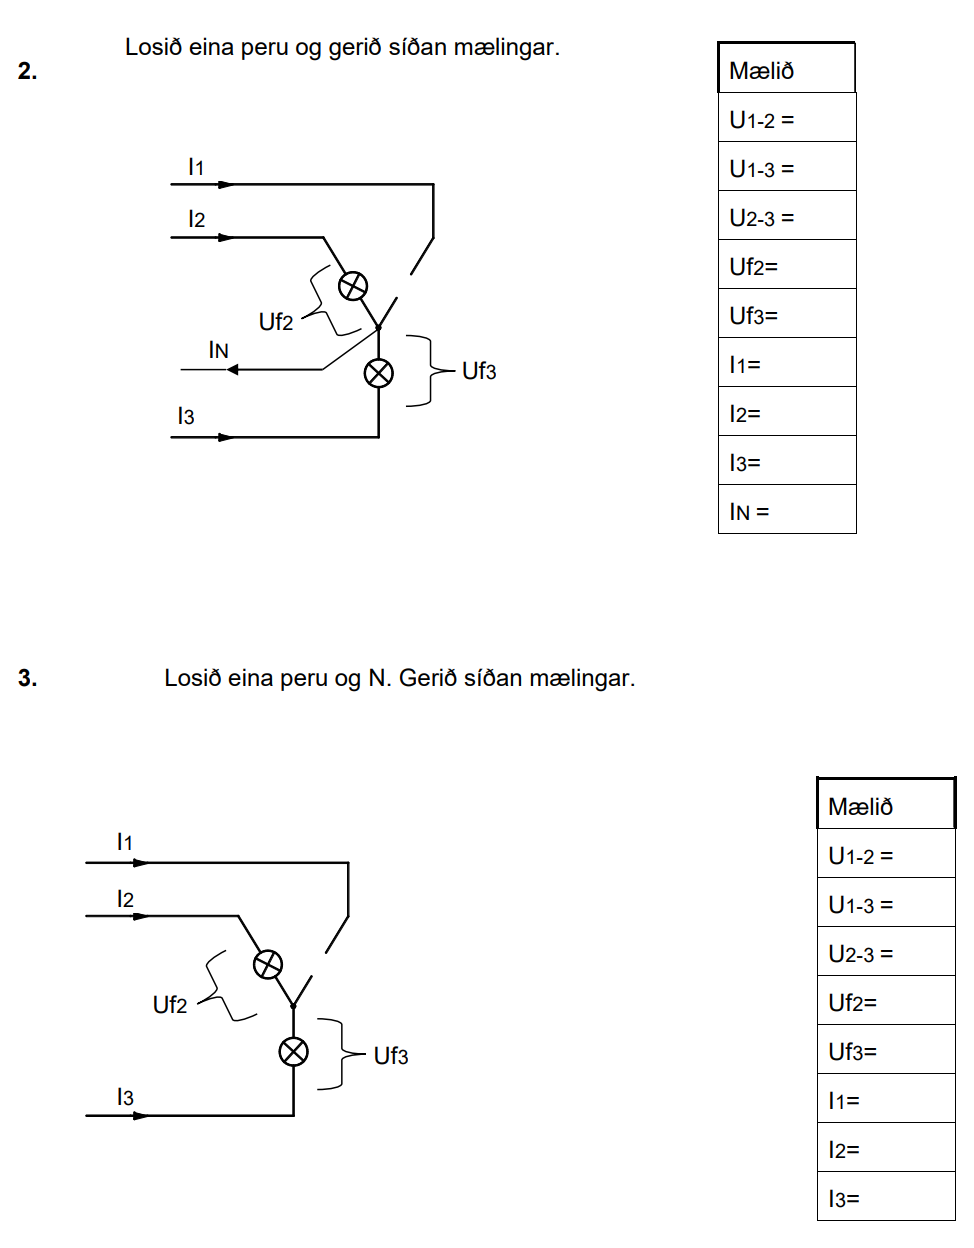 Losið eina peru og gerið síðan mælingar.
2.
Mælið
U1-2 =
U1-3 =
U2-3 =
Uf2=
Uf3=
I1=
I2=
I3=
IN =
I1
I2
Uf2
IN
Uf3
I3
3. Losið eina peru og N. Gerið síðan mælingar.
Mælið
U1-2 =
U1-3 =
U2-3 =
Uf2=
Uf3=
I1=
I2=
I3=
I1
I2
Uf2
Uf3
I3